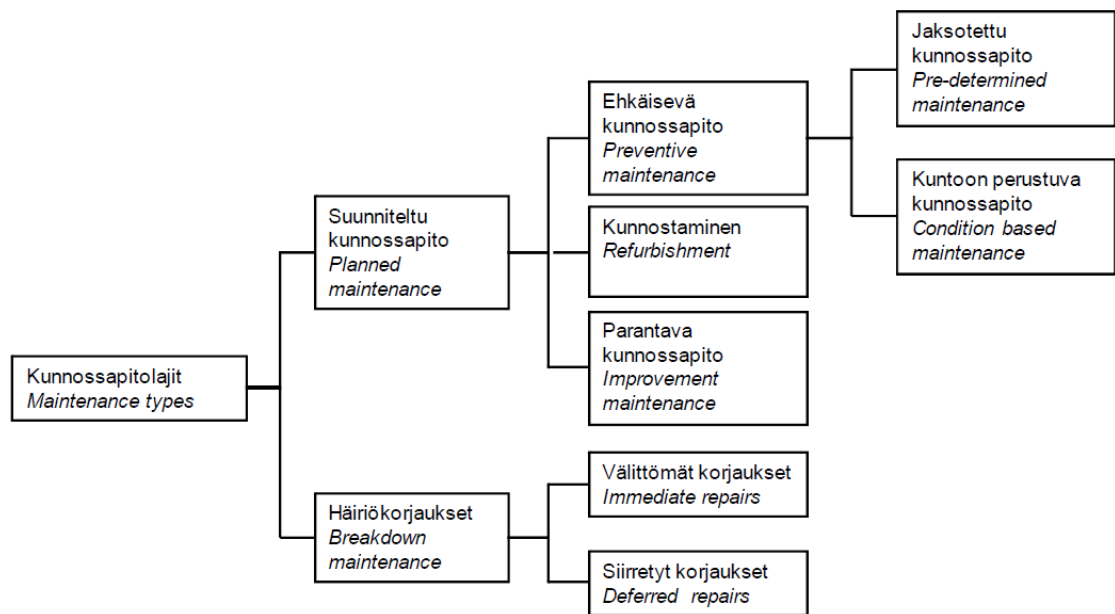 Kunnossapitolajit
Maintenance types
Suunniteltu
kunnossapito
Planned
maintenance
Häiriökorjaukset
Breakdown
maintenance
Ehkäisevä
kunnossapito
Preventive
maintenance
Kunnostaminen
Refurbishment
Parantava
kunnossapito
Improvement
maintenance
Välittömät korjaukset
Immediate repairs
Siirretyt korjaukset
Deferred repairs
Jaksotettu
kunnossapito
Pre-determined
maintenance
Kuntoon perustuva
kunnossapito
Condition based
maintenance